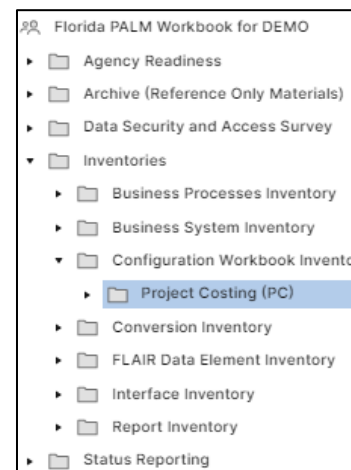 Florida PALM Workbook for DEMO
Agency Readiness
Archive (Reference Only Materials)
Data Security and Access Survey
Inventories
Business Processes Inventory
Business System Inventory
Configuration Workbook Invento
Project Costing (PC)
Conversion Inventory
FLAIR Data Element Inventory
Interface Inventory
Report Inventory
Status Reporting